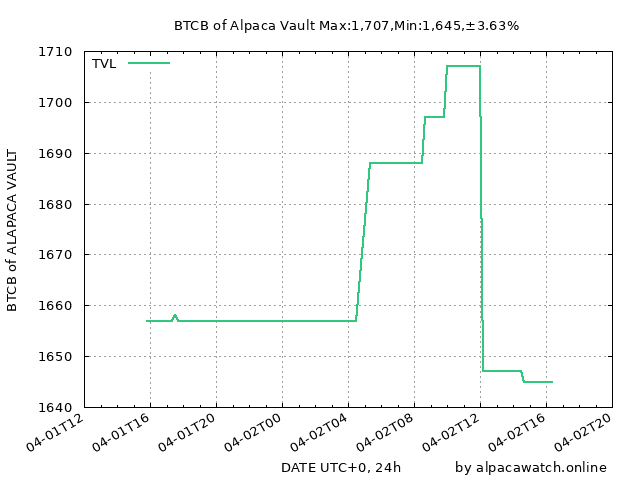 BTCB of Alpaca Vault Max:1,707,Min:1,645,±3.63%
TVL
BTCB of ALAPACA VAULT
1710
1700
1690
1680
1670
1660
1650
1640
04-01T12 04-01T16 04-01T20 04-02T00 04-02T04 04-02T08 04-02T12 04-02T16 04-02T20
DATE UTC+0, 24h by alpacawatch.online